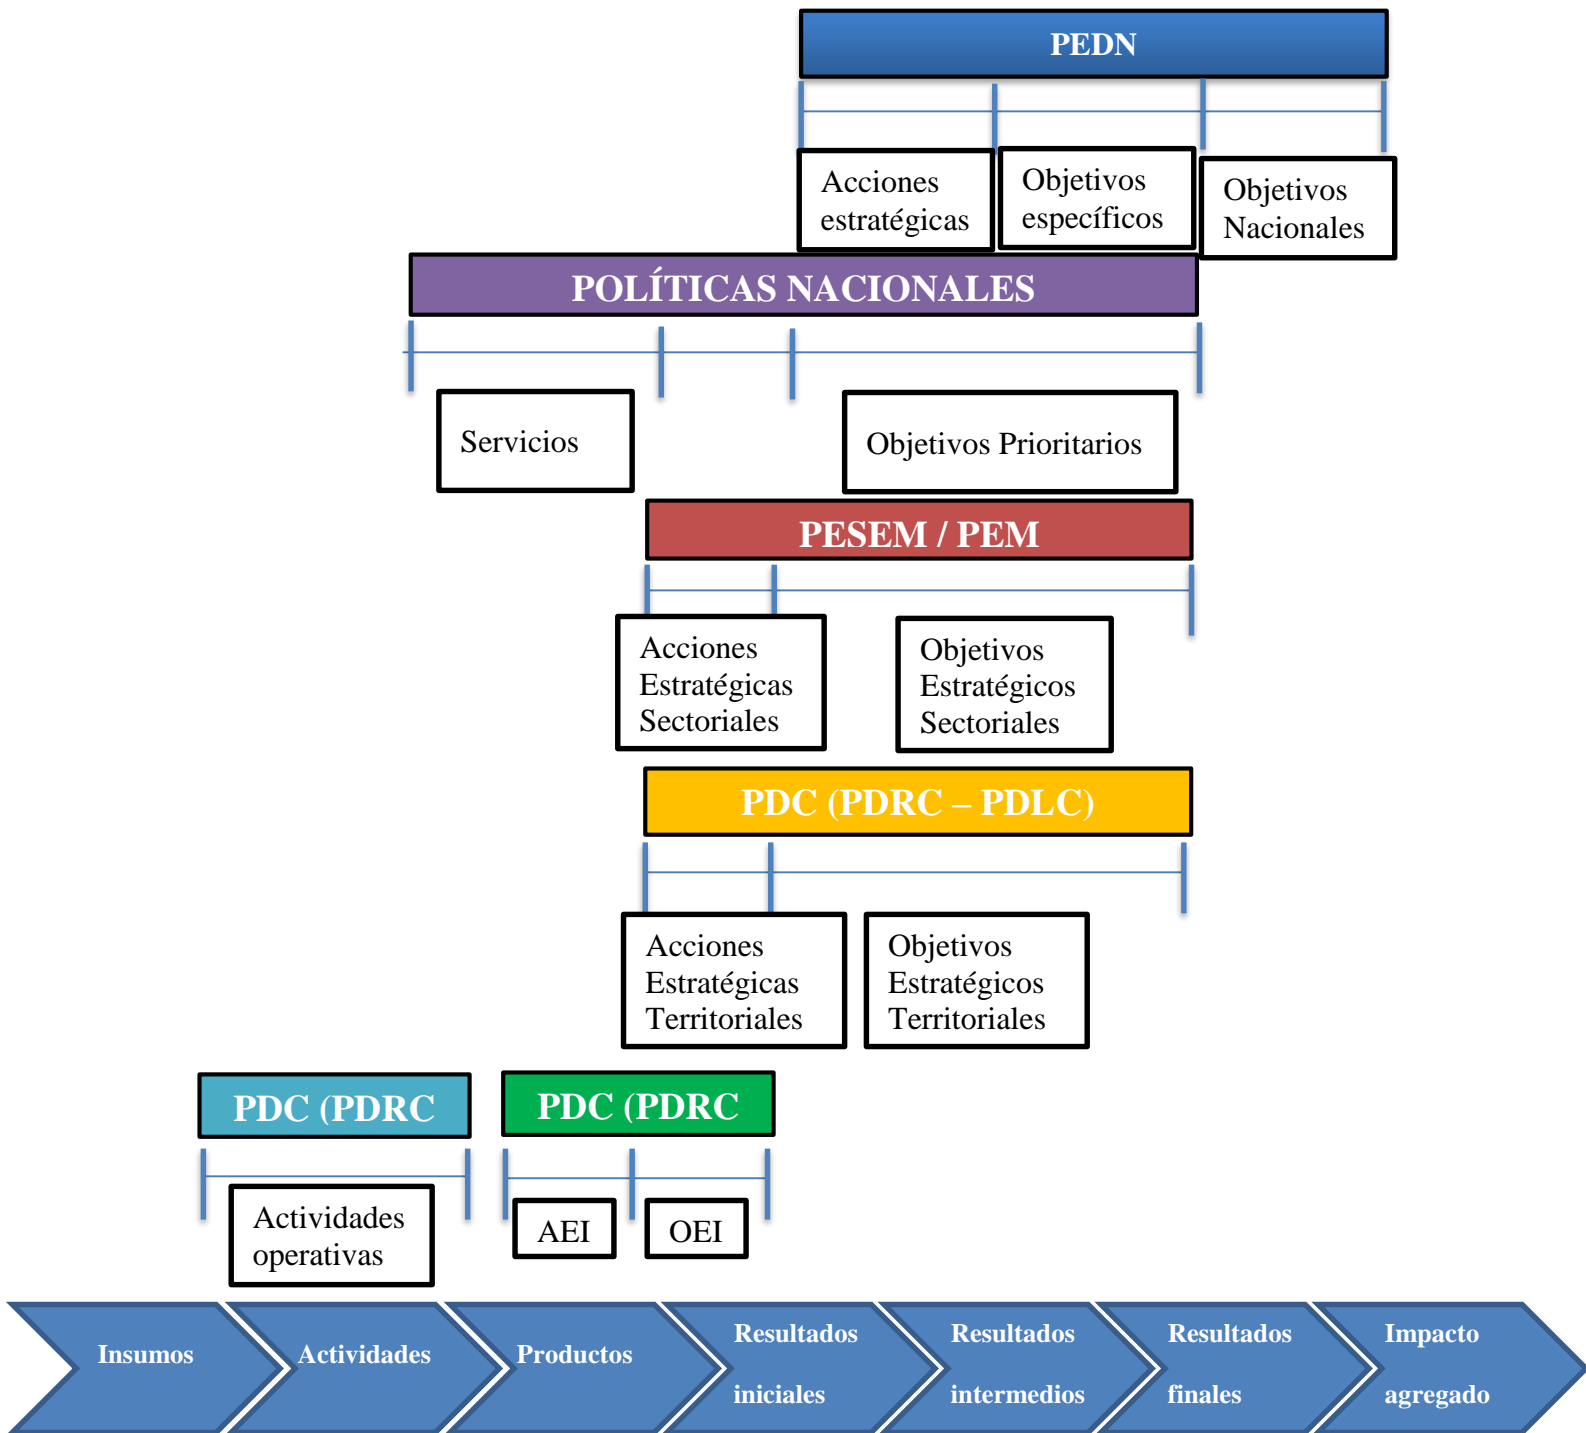 PEDN
Acciones
estratégicas
Objetivos
específicos
Objetivos
Nacionales
POLÍTICAS NACIONALES
Servicios
Objetivos Prioritarios
PESEM / PEM
Acciones
Estratégicas
Sectoriales
Objetivos
Estratégicos
Sectoriales
PDC (PDRC – PDLC)
Acciones
Estratégicas
Territoriales
Objetivos
Estratégicos
Territoriales
PDC (PDRC
PDC (PDRC
Actividades
operativas
AEI
OEI
Insumos
Actividades
Productos
Resultados
iniciales
Resultados
intermedios
Resultados
finales
Impacto
agregado